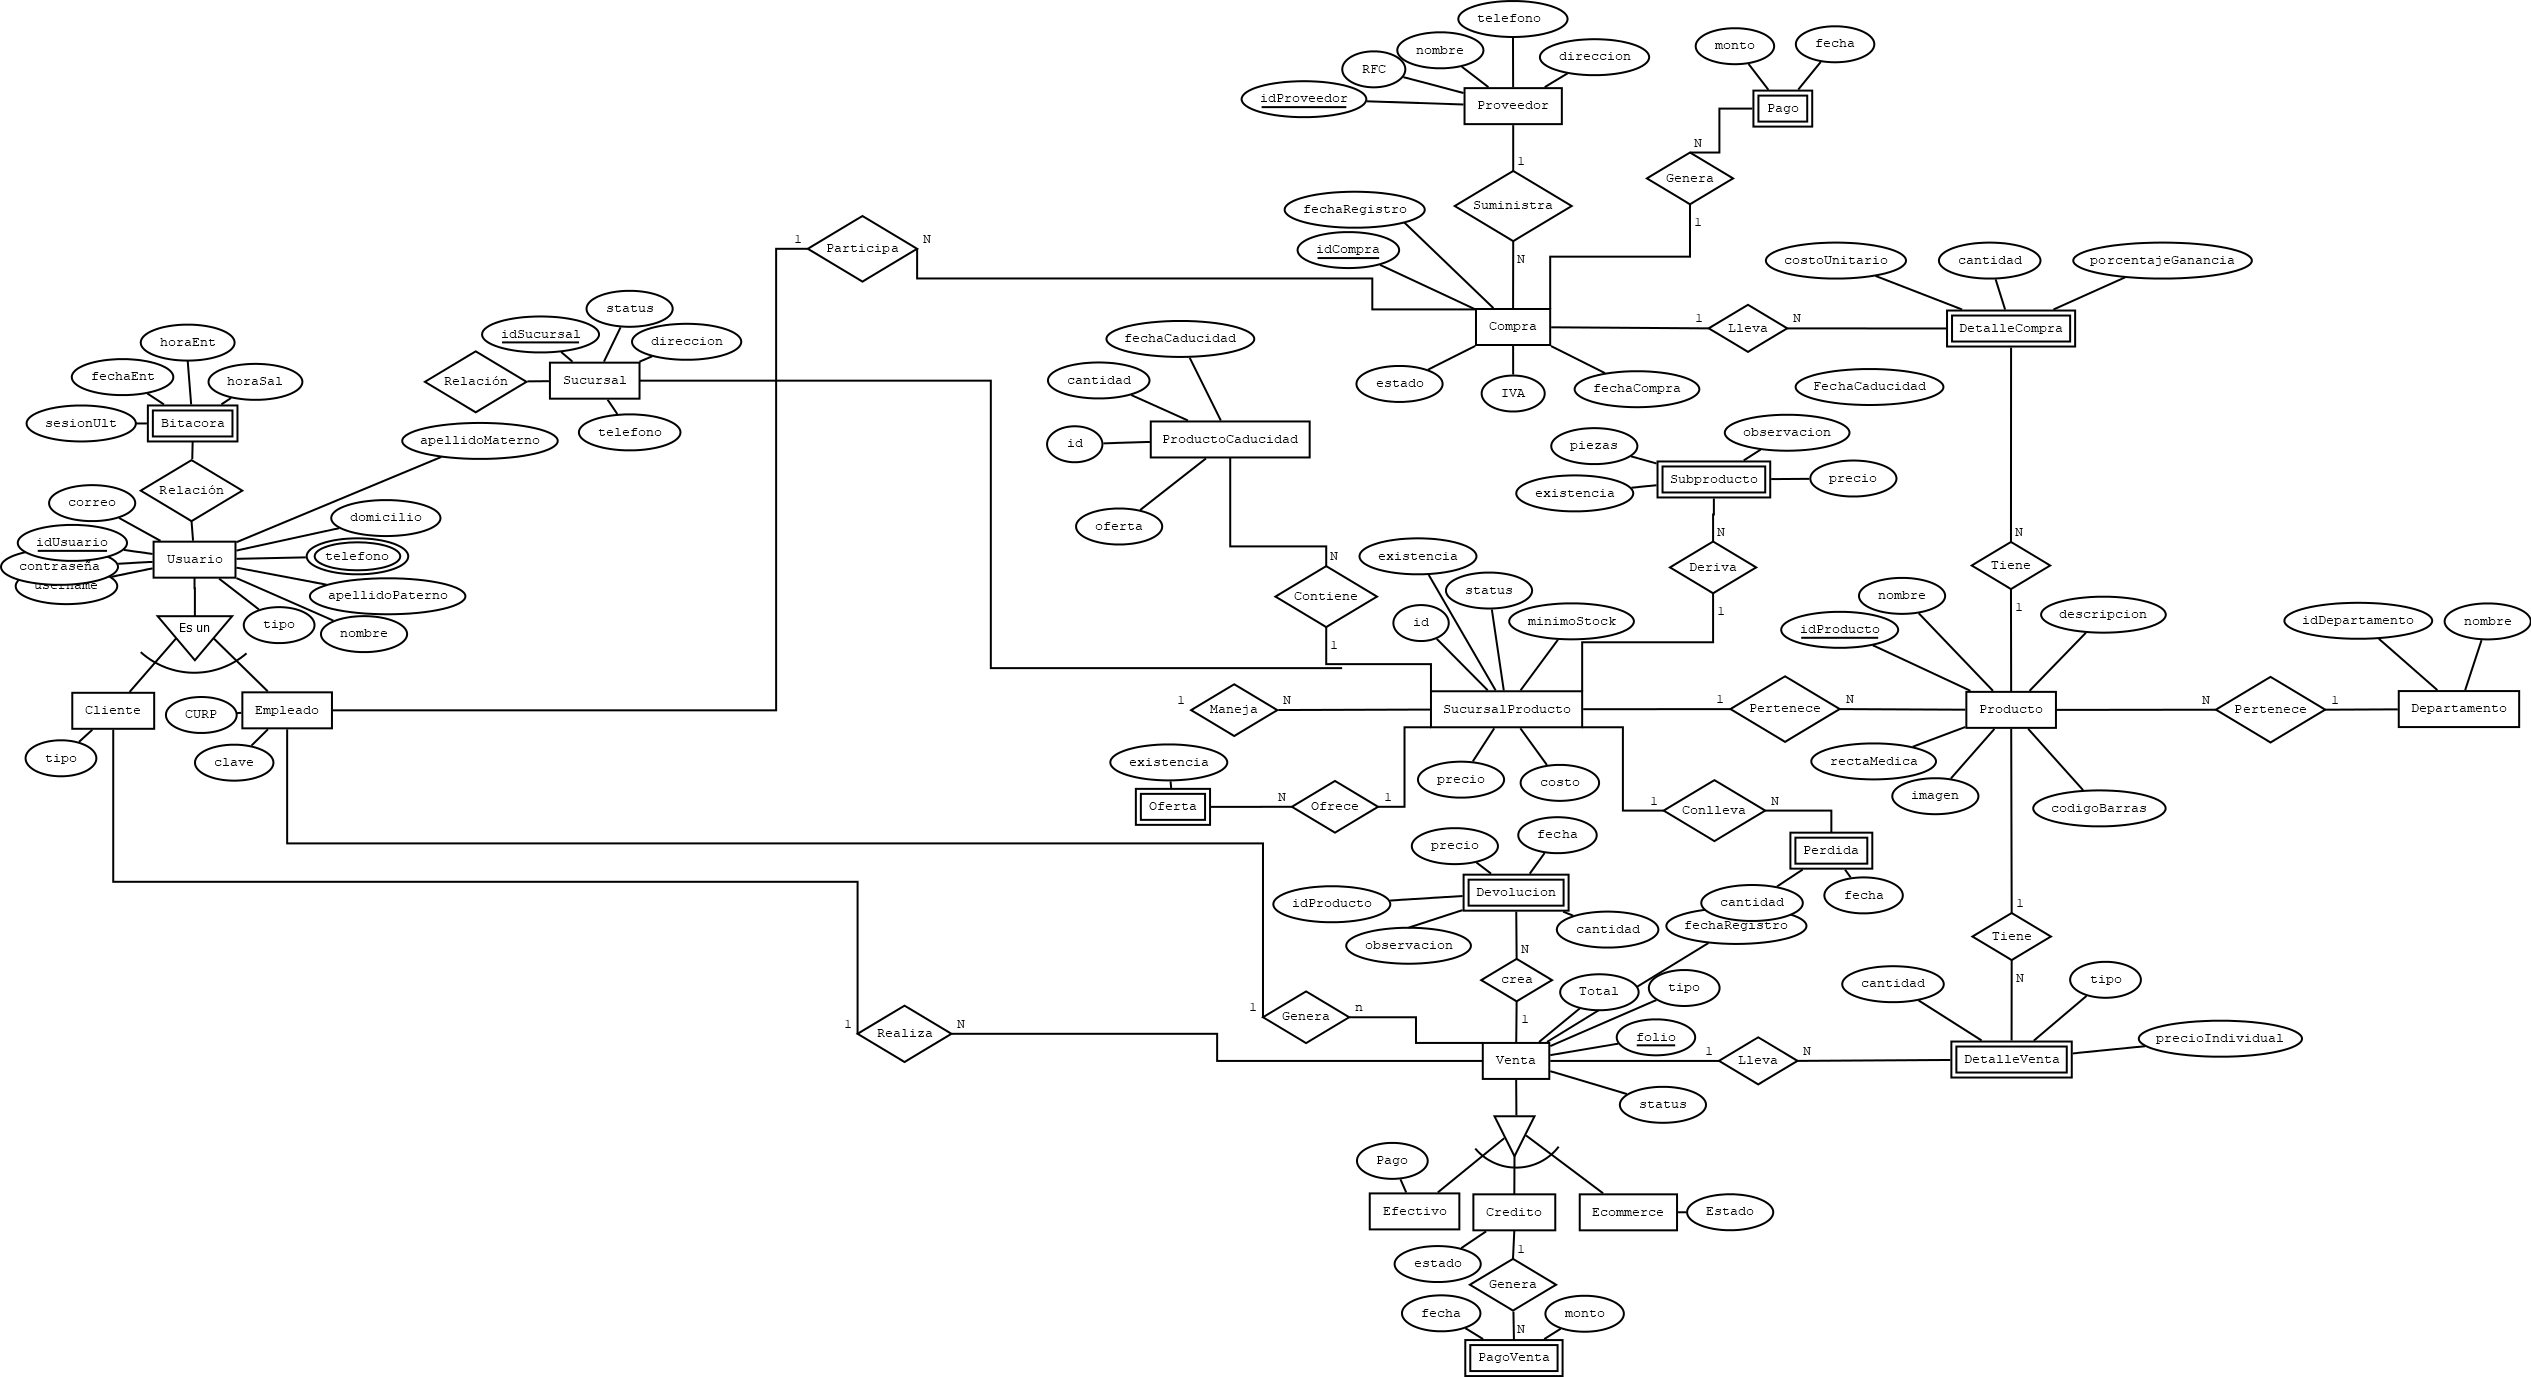 telefono
nombre
direccion
RFC
idProveedor
Proveedor
monto
fecha
Pago
N
Genera
1
1
Suministra
N
fechaRegistro
idCompra
1
Participa
N
costoUnitario
cantidad
porcentajeGanancia
Compra
1
Lleva
N
DetalleCompra
estado
IVA
fechaCompra
FechaCaducidad
status
idSucursal
direccion
Relación
Sucursal
telefono
horaEnt
fechaEnt
horaSal
sesionUlt
Bitacora
Relación
apellidoMaterno
correo
domicilio
idUsuario
Usuario
telefono
contraseña
username
apellidoPaterno
tipo
nombre
Es un
Cliente
CURP
Empleado
tipo
clave
fechaCaducidad
cantidad
id
ProductoCaducidad
oferta
N
Contiene
1
piezas
observacion
Subproducto
precio
existencia
N
Deriva
1
existencia
status
id
minimoStock
N
Tiene
1
nombre
descripcion
idProducto
idDepartamento
nombre
1
Maneja
N
SucursalProducto
1
Pertenece
N
Producto
N
Pertenece
1
Departamento
existencia
precio
costo
rectaMedica
imagen
codigoBarras
Oferta
N
Ofrece
1
1
Conlleva
N
Perdida
cantidad
fecha
fechaRegistro
precio
fecha
Devolucion
idProducto
observacion
cantidad
N
crea
1
1
Tiene
N
1
Genera
n
1
Realiza
N
Total
tipo
folio
Venta
1
Lleva
N
DetalleVenta
cantidad
tipo
precioIndividual
status
Pago
Efectivo
Credito
Ecommerce
Estado
estado
1
Genera
N
fecha
monto
PagoVenta